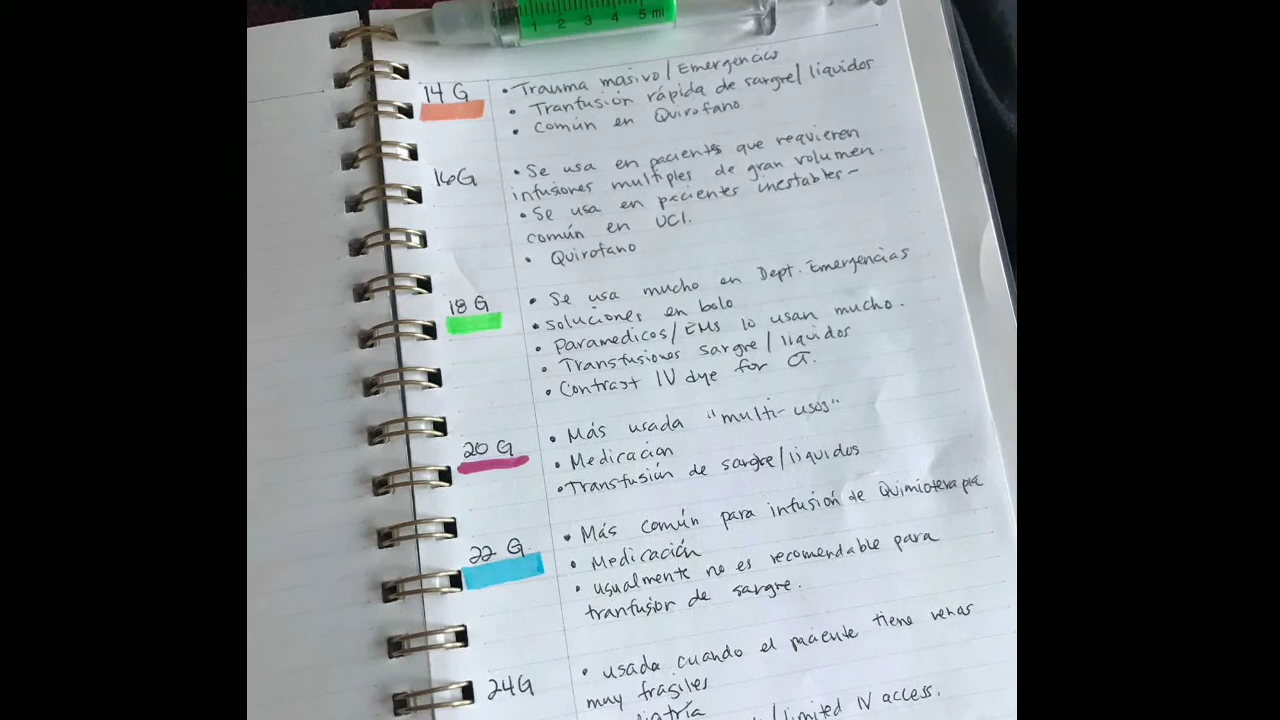 1 2 3 4 5 ml
14 G
• Trauma masivo / Emergencias
• Tranfusión rápida de sangre/ liquidos
• común en Quirofano
16G
• Se usa en pacientes que requieren
infusiones multiples de gran volumen.
• Se usa en pacientes inestables -
común en UCI.
• Quirofano
18 G
• Se usa mucho en Dept. Emergencias
• soluciones en bolo
• Paramedicos/ EMS lo usan mucho.
• Transfusiones sangre / liquidos
• Contrast IV dye for CT.
20 G
• Más usada "multi-usos"
• Medicacion
• Transfusión de sangre/ liquidos
22 G
• Más común para infusión de Quimioterapia
• Medicación
• usualmente no es recomendable para
tranfusion de sangre.
24G
• usada cuando el paciente tiene venas
muy fragiles
/limited IV access.